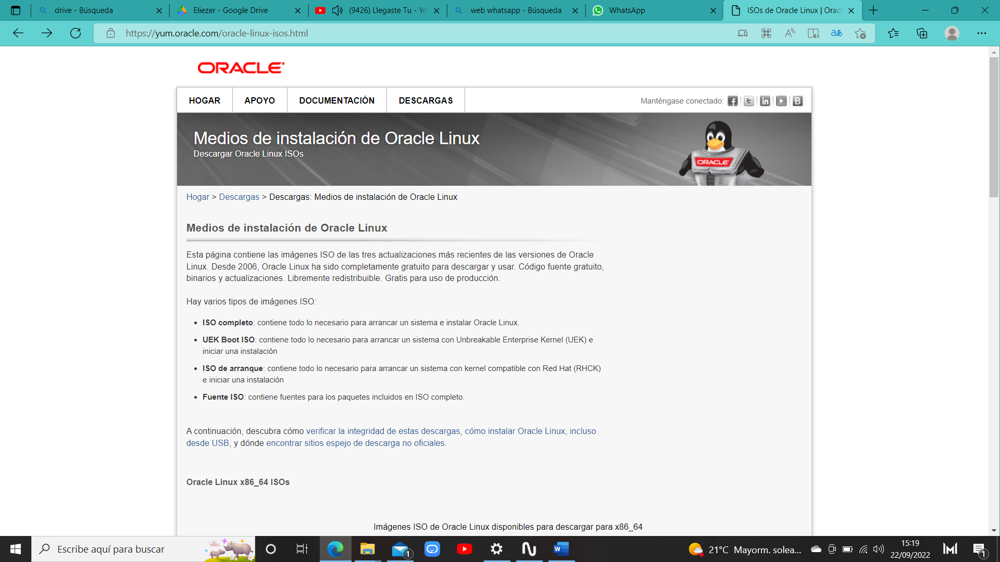 drive - Búsqueda
Eliezer - Google Drive
(9426) Llegaste Tu - Yo
web whatsapp - Búsqueda
WhatsApp
ISOs de Oracle Linux | Orac
https://yum.oracle.com/oracle-linux-isos.html
ORACLE
HOGAR
APOYO
DOCUMENTACIÓN
DESCARGAS
Manténgase conectado:
Medios de instalación de Oracle Linux
Descargar Oracle Linux ISOs
ORACLE
Hogar > Descargas > Descargas: Medios de instalación de Oracle Linux
Medios de instalación de Oracle Linux
Esta página contiene las imágenes ISO de las tres actualizaciones más recientes de las versiones de Oracle
Linux. Desde 2006, Oracle Linux ha sido completamente gratuito para descargar y usar. Código fuente gratuito,
binarios y actualizaciones. Libremente redistribuible. Gratis para uso de producción.
Hay varios tipos de imágenes ISO:
• ISO completo: contiene todo lo necesario para arrancar un sistema e instalar Oracle Linux.
• UEK Boot ISO: contiene todo lo necesario para arrancar un sistema con Unbreakable Enterprise Kernel (UEK) e
iniciar una instalación
• ISO de arranque: contiene todo lo necesario para arrancar un sistema con kernel compatible con Red Hat (RHCK)
e iniciar una instalación
• Fuente ISO: contiene fuentes para los paquetes incluidos en ISO completo.
A continuación, descubra cómo verificar la integridad de estas descargas, cómo instalar Oracle Linux, incluso
desde USB, y dónde encontrar sitios espejo de descarga no oficiales.
Oracle Linux x86_64 ISOs
Imágenes ISO de Oracle Linux disponibles para descargar para x86_64
Escribe aquí para buscar
1
21°C Mayorm. solea...
15:19
22/09/2022
1